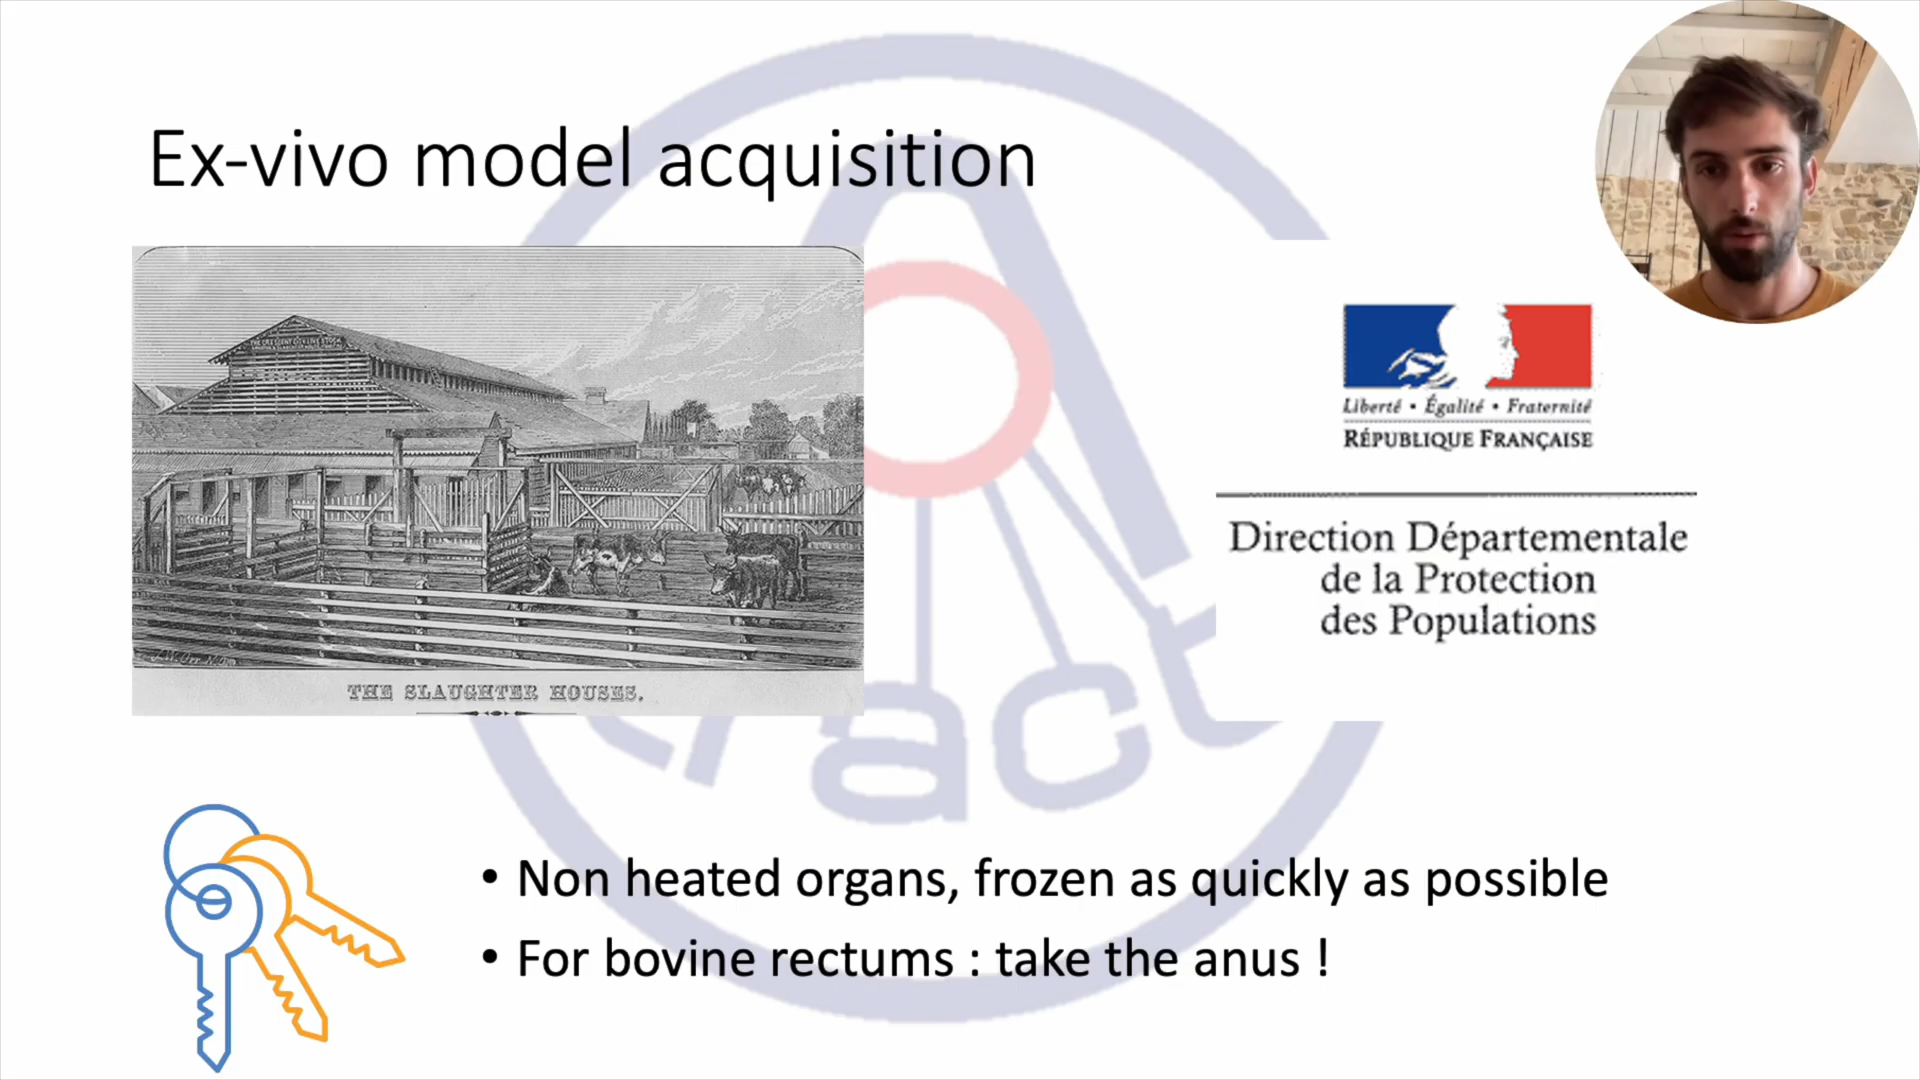 Ex-vivo model acquisition
THE SLAUGHTER HOUSES.
Liberté • Égalité • Fraternité
RÉPUBLIQUE FRANÇAISE
Direction Départementale
de la Protection
des Populations
act
• Non heated organs, frozen as quickly as possible
• For bovine rectums : take the anus !